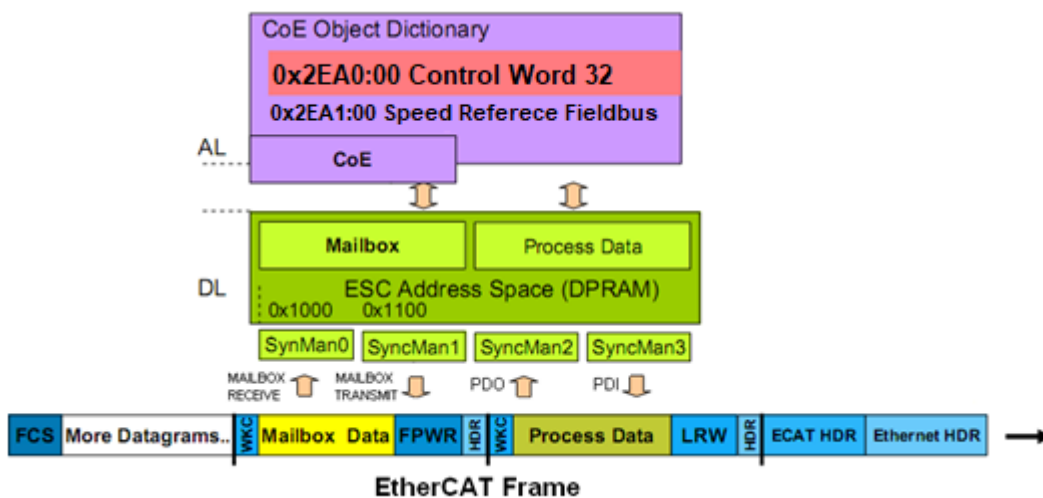 CoE Object Dictionary
0x2EA0:00 Control Word 32
0x2EA1:00 Speed Referece Fieldbus
AL
CoE
Mailbox
Process Data
DL
ESC Address Space (DPRAM)
0x1000 0x1100
SynMan0
SyncMan1
SyncMan2
SyncMan3
MAILBOX
RECEIVE
MAILBOX
TRANSMIT
PDO
PDI
FCS
More Datagrams..
WKC
Mailbox Data
FPWR
HDR
WKC
Process Data
LRW
HDR
ECAT HDR
Ethernet HDR
EtherCAT Frame